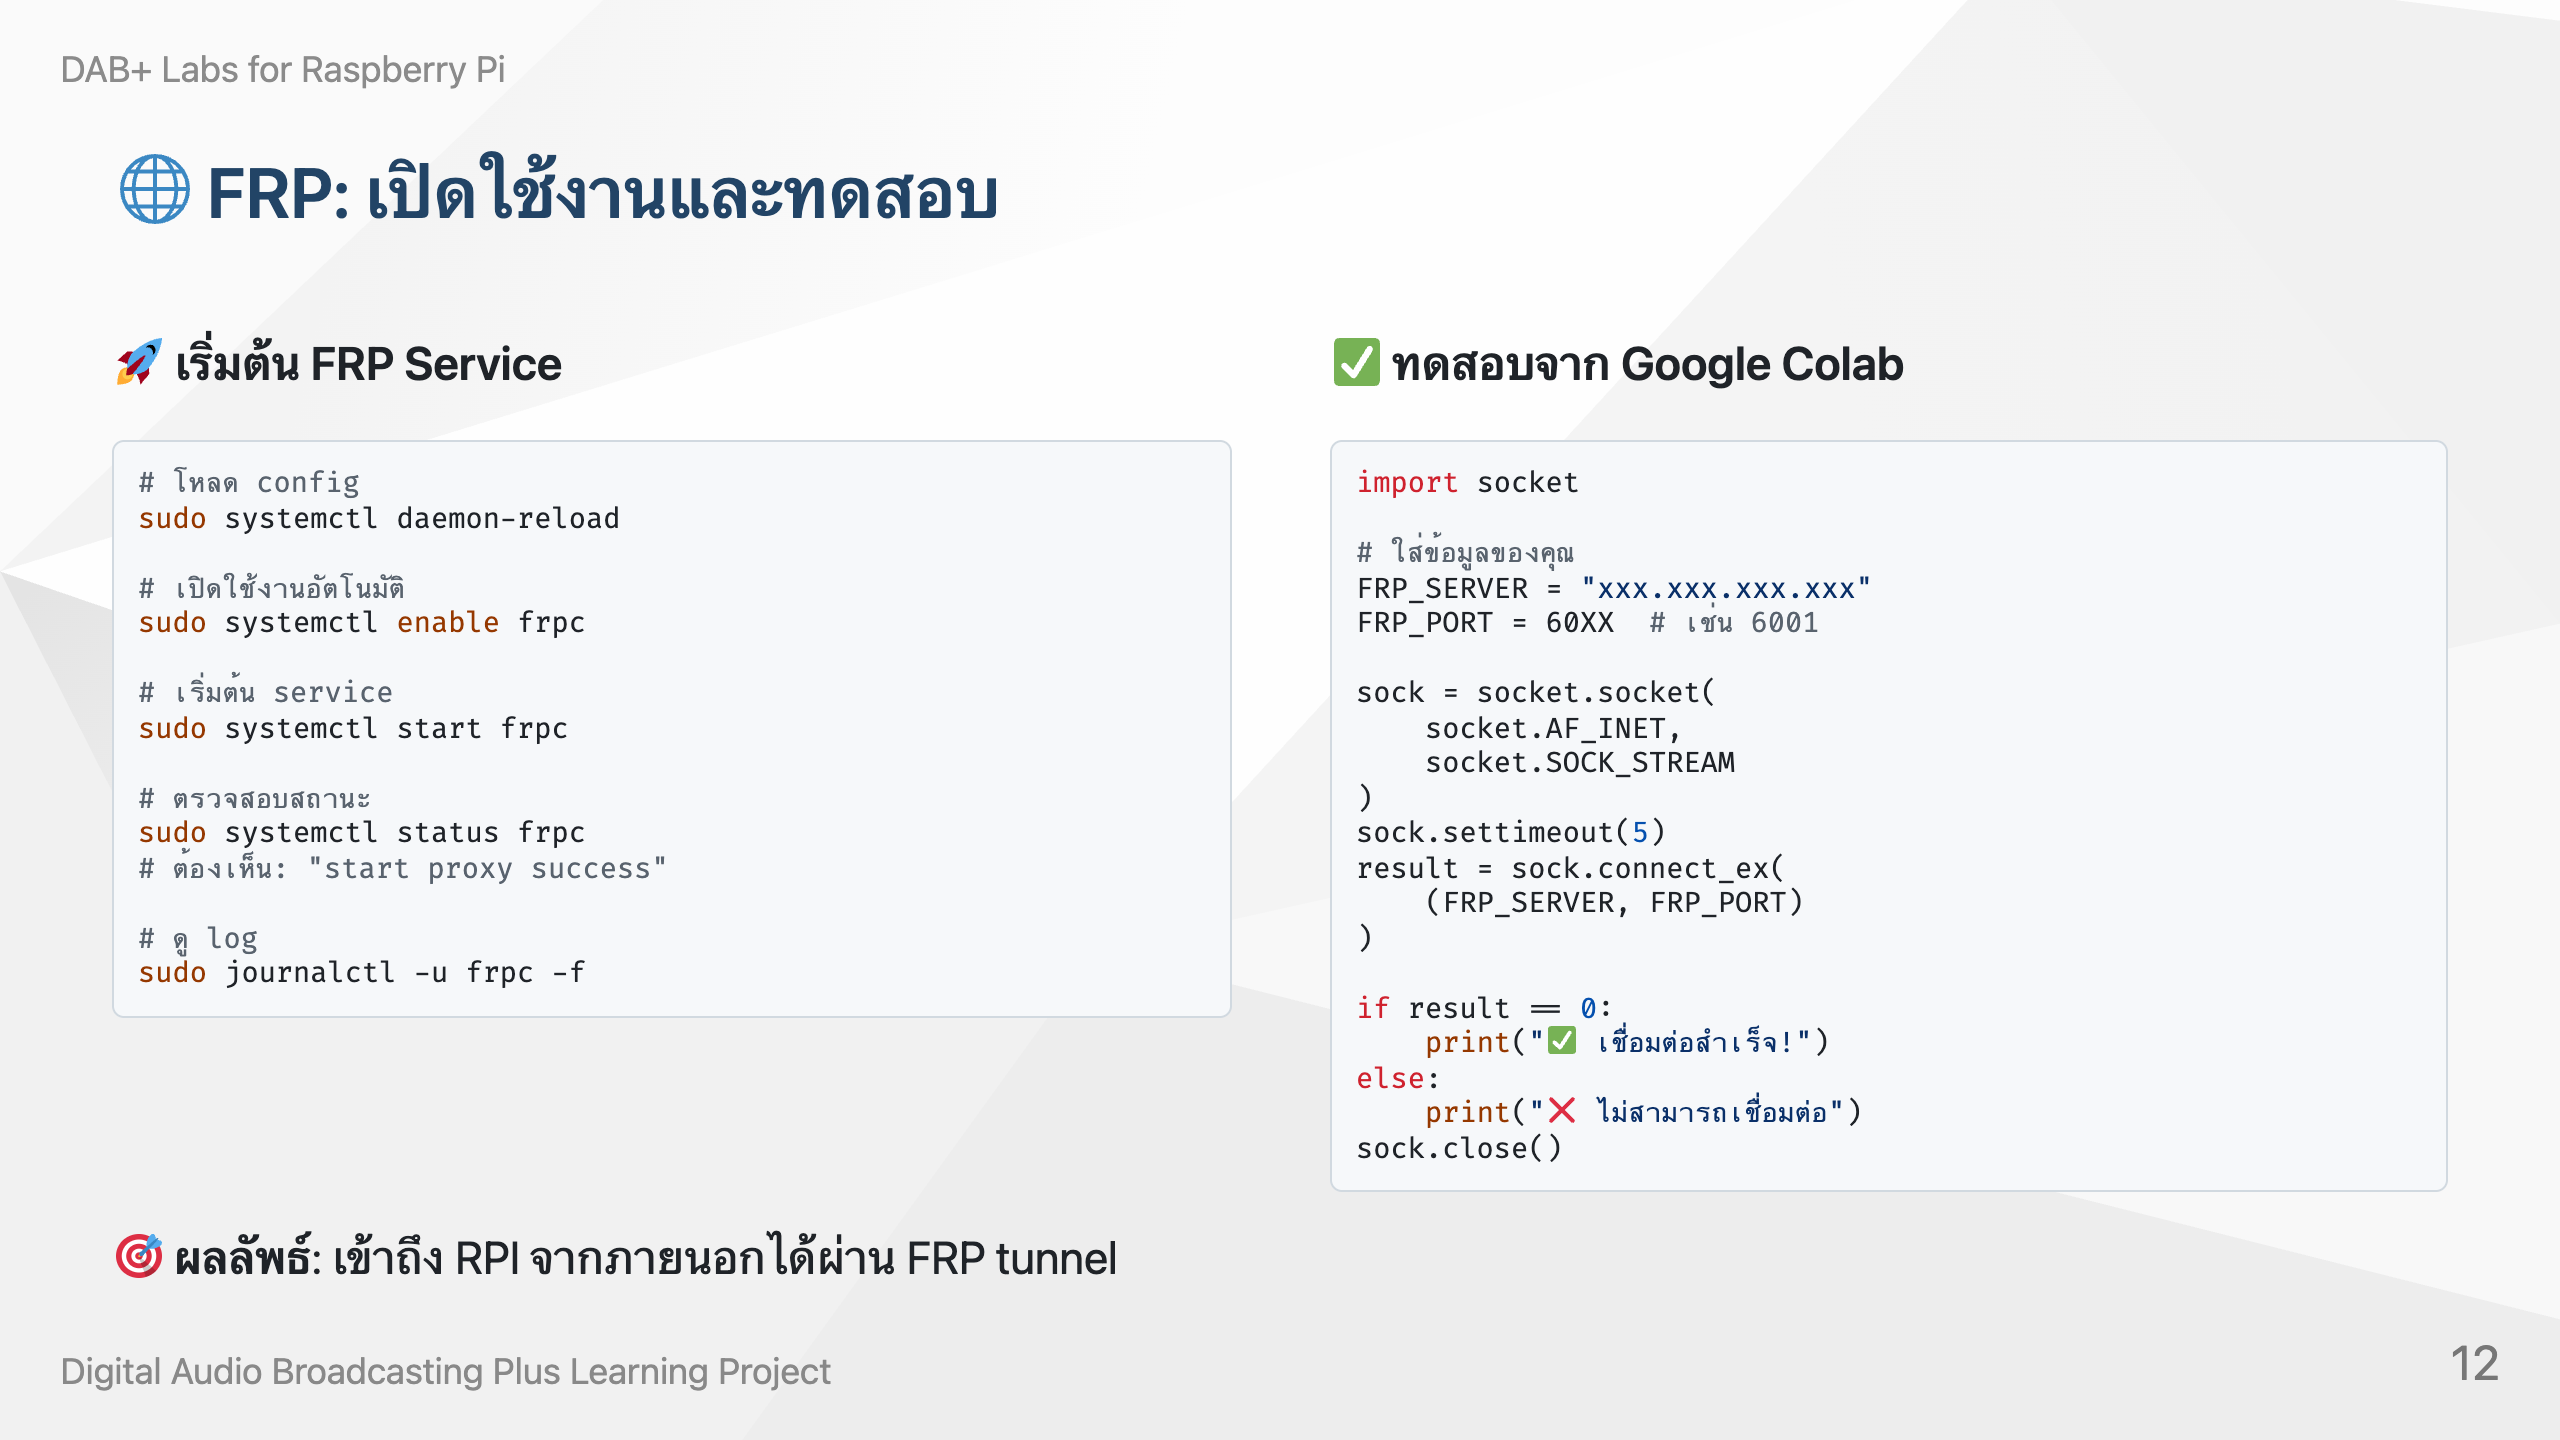 DAB+ Labs for Raspberry Pi
🌐 FRP: เปิดใช้งานและทดสอบ
🚀 เริ่มต้น FRP Service
# โหลด config
sudo systemctl daemon-reload

# เปิดใช้งานอัตโนมัติ
sudo systemctl enable frpc

# เริ่มต้น service
sudo systemctl start frpc

# ตรวจสอบสถานะ
sudo systemctl status frpc
# ต้องเห็น: "start proxy success"

# ดู log
sudo journalctl -u frpc -f
✅ ทดสอบจาก Google Colab
import socket

# ใส่ข้อมูลของคุณ
FRP_SERVER = "xxx.xxx.xxx.xxx"
FRP_PORT = 60XX  # เช่น 6001

sock = socket.socket(
    socket.AF_INET,
    socket.SOCK_STREAM
)
sock.settimeout(5)
result = sock.connect_ex(
    (FRP_SERVER, FRP_PORT)
)

if result == 0:
    print("✅ เชื่อมต่อสำเร็จ!")
else:
    print("❌ ไม่สามารถเชื่อมต่อ")
sock.close()
🎯 ผลลัพธ์: เข้าถึง RPI จากภายนอกได้ผ่าน FRP tunnel
Digital Audio Broadcasting Plus Learning Project
12